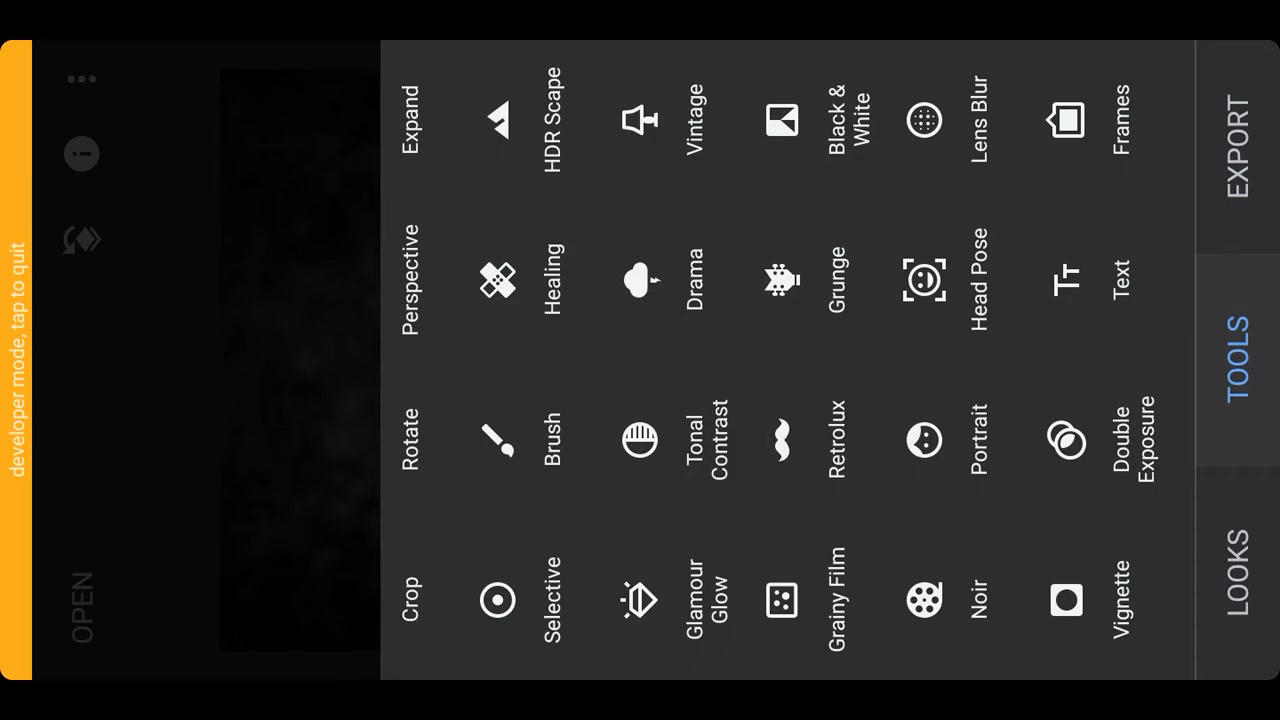 developer mode, tap to quit
OPEN
Crop
Rotate
Perspective
Expand
Selective
Brush
Healing
HDR Scape
Glamour
Glow
Tonal
Contrast
Drama
Vintage
Grainy Film
Retrolux
Grunge
Black &
White
Noir
Portrait
Head Pose
Lens Blur
Vignette
Double
Exposure
Text
Frames
LOOKS
TOOLS
EXPORT